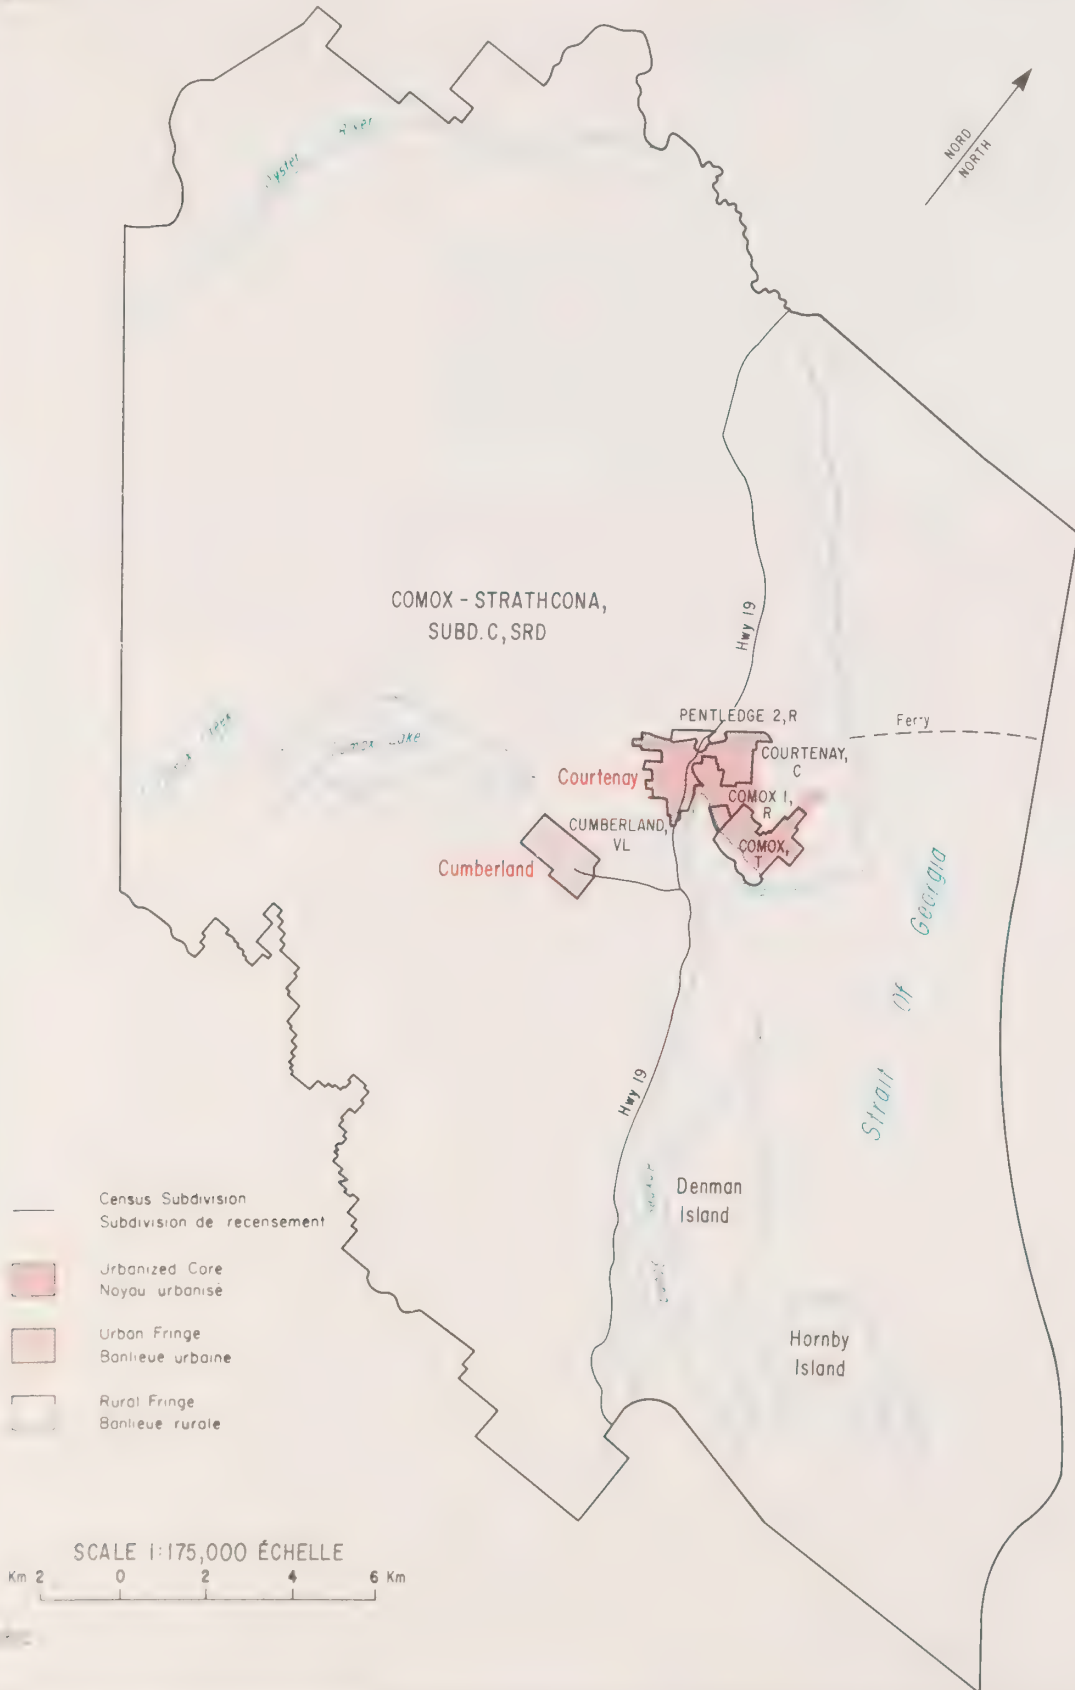 River
NORD
NORTH
COMOX - STRATHCONA,
SUBD. C, SRD
Hwy 19
PENTLEDGE 2, R
Ferry
COURTENAY,
C
Courtenay
COMOX 1,
R
CUMBERLAND,
VL
COMOX,
T
Cumberland
Strait Of Georgia
Hwy 19
Denman
Island
Hornby
Island
Census Subdivision
Subdivision de recensement
Urbanized Core
Noyau urbanisé
Urban Fringe
Banlieue urbaine
Rural Fringe
Banlieue rurale
SCALE 1:175,000 ÉCHELLE
Km 2 0 2 4 6 Km